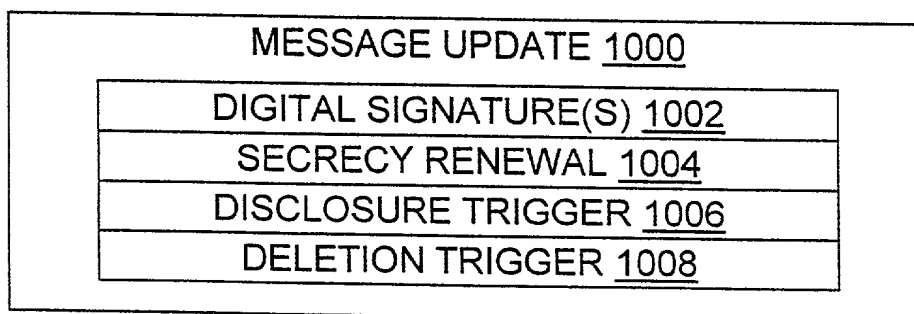 MESSAGE UPDATE 1000
DIGITAL SIGNATURE(S) 1002
SECRECY RENEWAL 1004
DISCLOSURE TRIGGER 1006
DELETION TRIGGER 1008